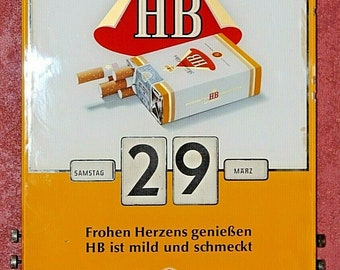 HB
HB
HB
SAMSTAG 29 MÄRZ
Frohen Herzens genießen
HB ist mild und schmeckt